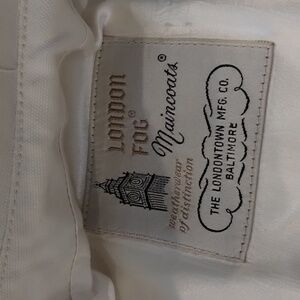 LONDON
FOG®
Maincoats®
weatherwear
of distinction
THE LONDONTOWN MFG. CO.
BALTIMORE